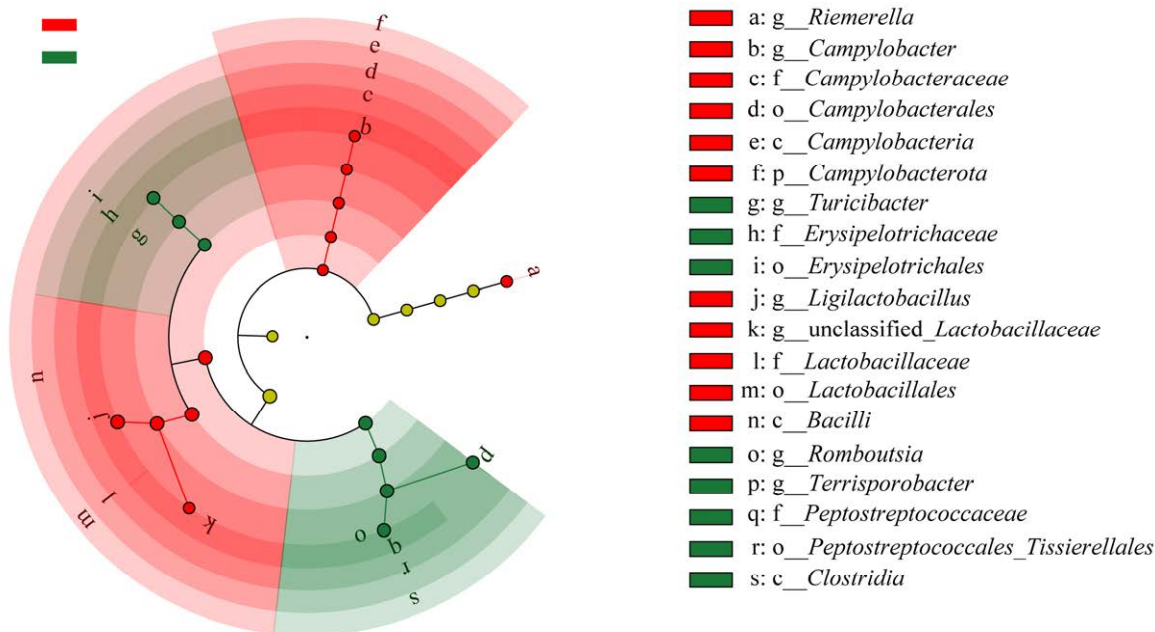 f
e
d
c
b
a
i
h
g
n
j
l
m
k
p
o
q
r
s
a: g__Riemerella
b: g__Campylobacter
c: f__Campylobacteraceae
d: o__Campylobacterales
e: c__Campylobacteria
f: p__Campylobacterota
g: g__Turicibacter
h: f__Erysipelotrichaceae
i: o__Erysipelotrichales
j: g__Ligilactobacillus
k: g__unclassified_Lactobacillaceae
l: f__Lactobacillaceae
m: o__Lactobacillales
n: c__Bacilli
o: g__Romboutsia
p: g__Terrisporobacter
q: f__Peptostreptococcaceae
r: o__Peptostreptococcales_Tissierellales
s: c__Clostridia